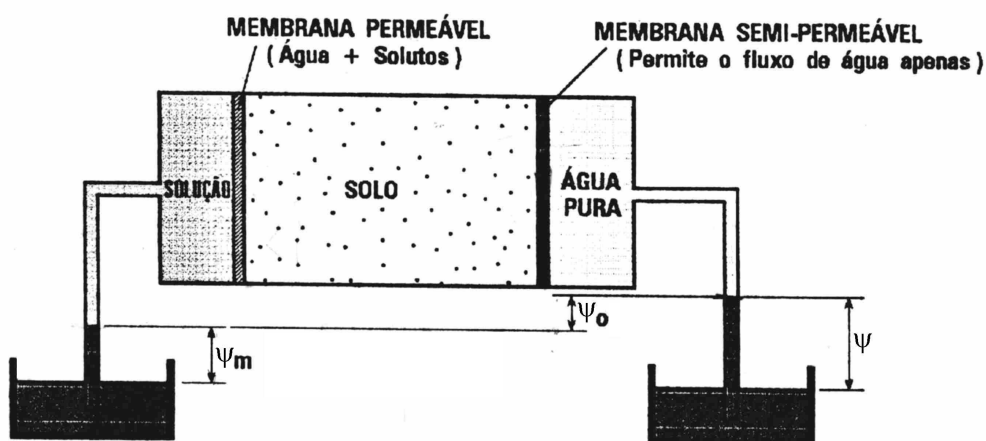 MEMBRANA PERMEÁVEL
(Água + Solutos)
MEMBRANA SEMI-PERMEÁVEL
(Permite o fluxo de água apenas)
SOLUÇÃO
SOLO
ÁGUA
PURA
Ψo
Ψm
Ψ